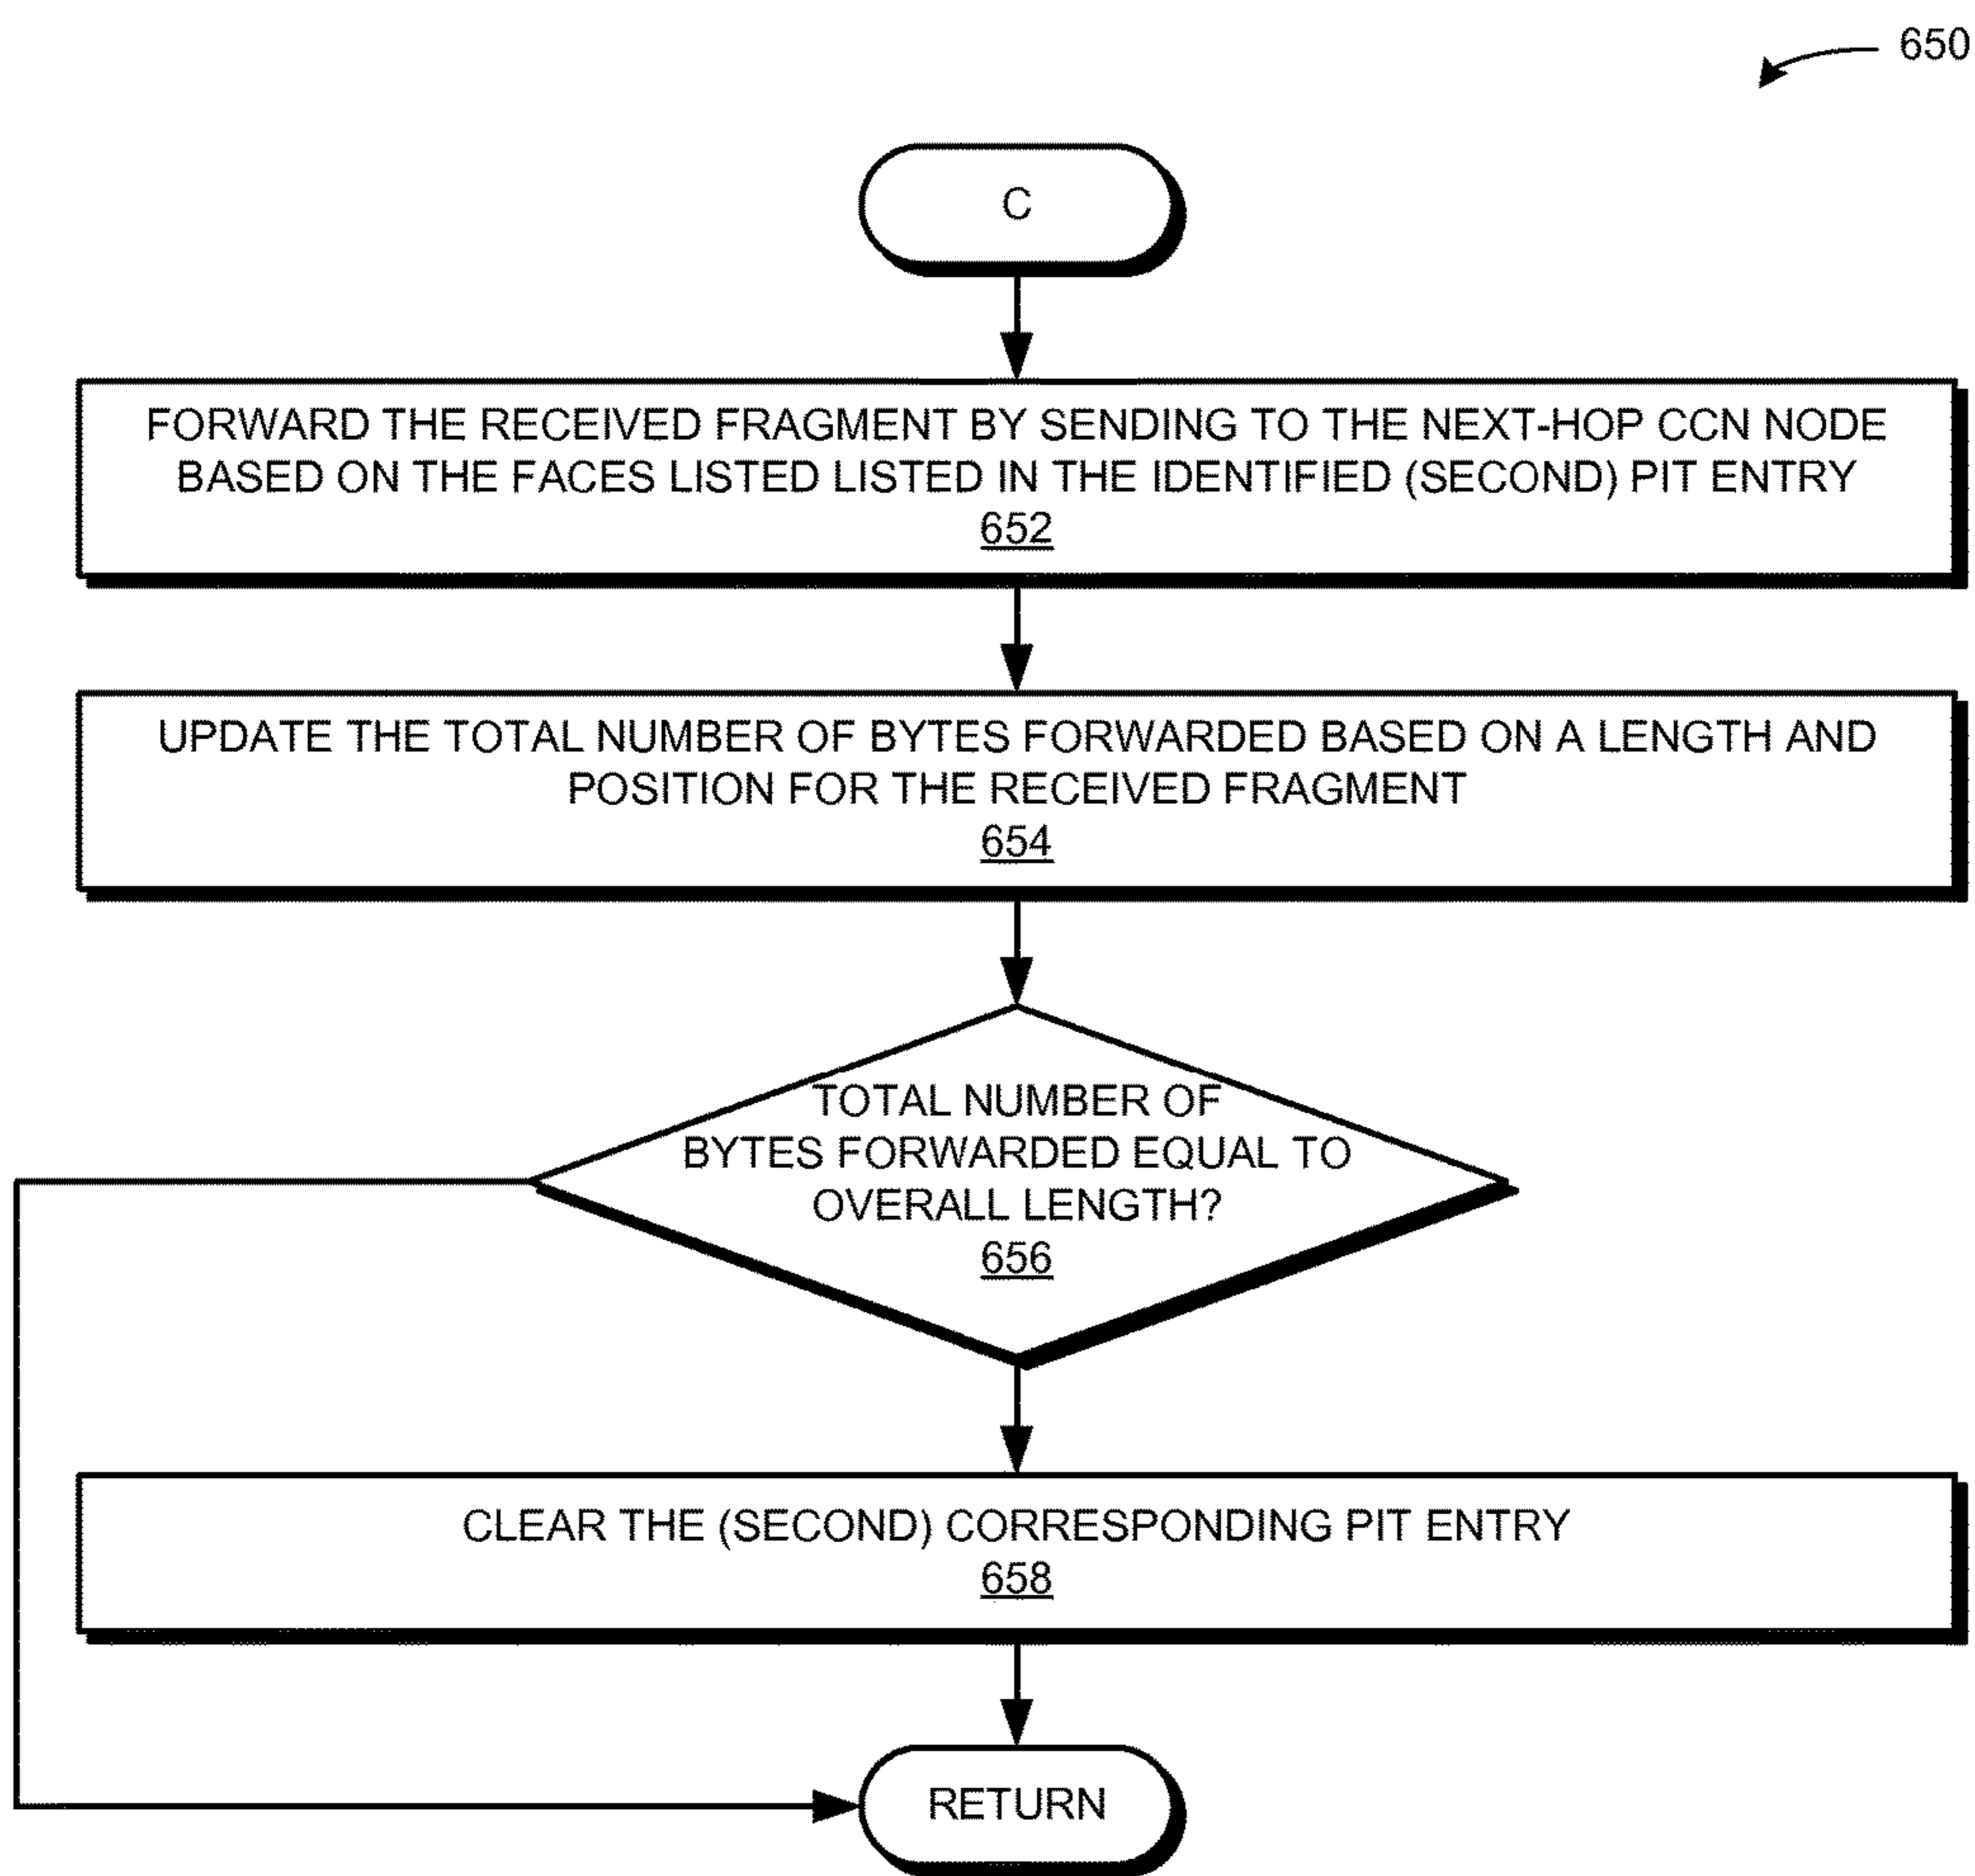 650
C
FORWARD THE RECEIVED FRAGMENT BY SENDING TO THE NEXT-HOP CCN NODE
BASED ON THE FACES LISTED LISTED IN THE IDENTIFIED (SECOND) PIT ENTRY
652
UPDATE THE TOTAL NUMBER OF BYTES FORWARDED BASED ON A LENGTH AND
POSITION FOR THE RECEIVED FRAGMENT
654
TOTAL NUMBER OF
BYTES FORWARDED EQUAL TO
OVERALL LENGTH?
656
CLEAR THE (SECOND) CORRESPONDING PIT ENTRY
658
RETURN